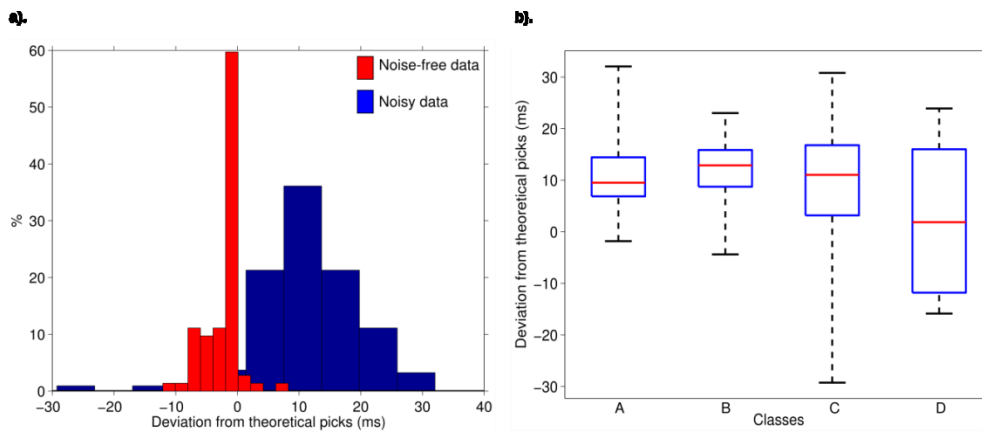 a).
60
50
40
30
20
10
0
%
−30 −20 −10 0 10 20 30 40
Deviation from theoretical picks (ms)
Noise-free data
Noisy data
b).
30
20
10
0
−10
−20
−30
Deviation from theoretical picks (ms)
A B C D
Classes